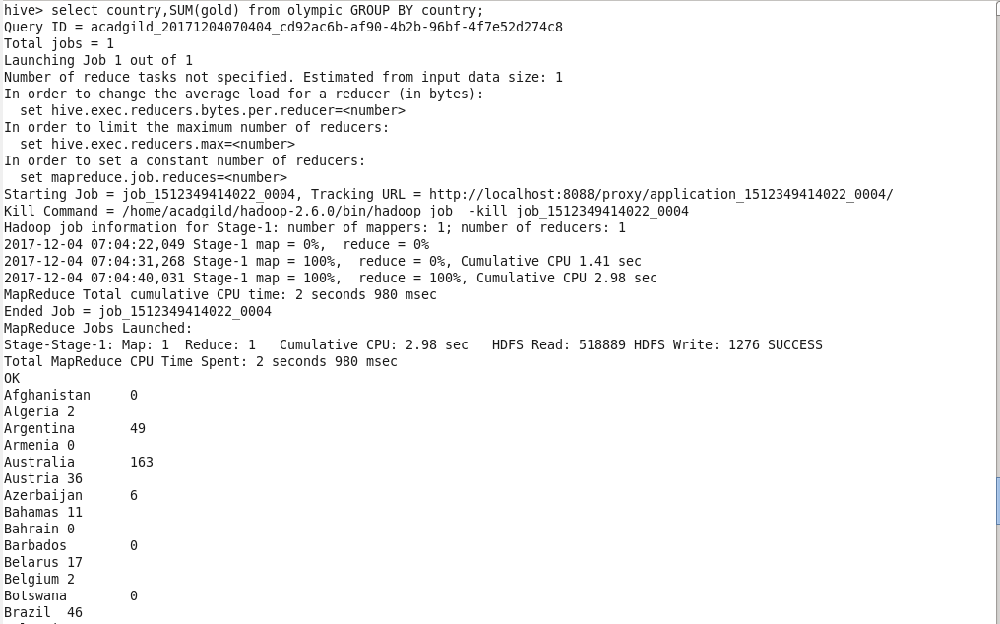 hive> select country,SUM(gold) from olympic GROUP BY country;
Query ID = acadgild_20171204070404_cd92ac6b-af90-4b2b-96bf-4f7e52d274c8
Total jobs = 1
Launching Job 1 out of 1
Number of reduce tasks not specified. Estimated from input data size: 1
In order to change the average load for a reducer (in bytes):
  set hive.exec.reducers.bytes.per.reducer=<number>
In order to limit the maximum number of reducers:
  set hive.exec.reducers.max=<number>
In order to set a constant number of reducers:
  set mapreduce.job.reduces=<number>
Starting Job = job_1512349414022_0004, Tracking URL = http://localhost:8088/proxy/application_1512349414022_0004/
Kill Command = /home/acadgild/hadoop-2.6.0/bin/hadoop job  -kill job_1512349414022_0004
Hadoop job information for Stage-1: number of mappers: 1; number of reducers: 1
2017-12-04 07:04:22,049 Stage-1 map = 0%,  reduce = 0%
2017-12-04 07:04:31,268 Stage-1 map = 100%,  reduce = 0%, Cumulative CPU 1.41 sec
2017-12-04 07:04:40,031 Stage-1 map = 100%,  reduce = 100%, Cumulative CPU 2.98 sec
MapReduce Total cumulative CPU time: 2 seconds 980 msec
Ended Job = job_1512349414022_0004
MapReduce Jobs Launched:
Stage-Stage-1: Map: 1  Reduce: 1   Cumulative CPU: 2.98 sec   HDFS Read: 518889 HDFS Write: 1276 SUCCESS
Total MapReduce CPU Time Spent: 2 seconds 980 msec
OK
Afghanistan     0
Algeria 2
Argentina       49
Armenia 0
Australia       163
Austria 36
Azerbaijan      6
Bahamas 11
Bahrain 0
Barbados        0
Belarus 17
Belgium 2
Botswana        0
Brazil  46